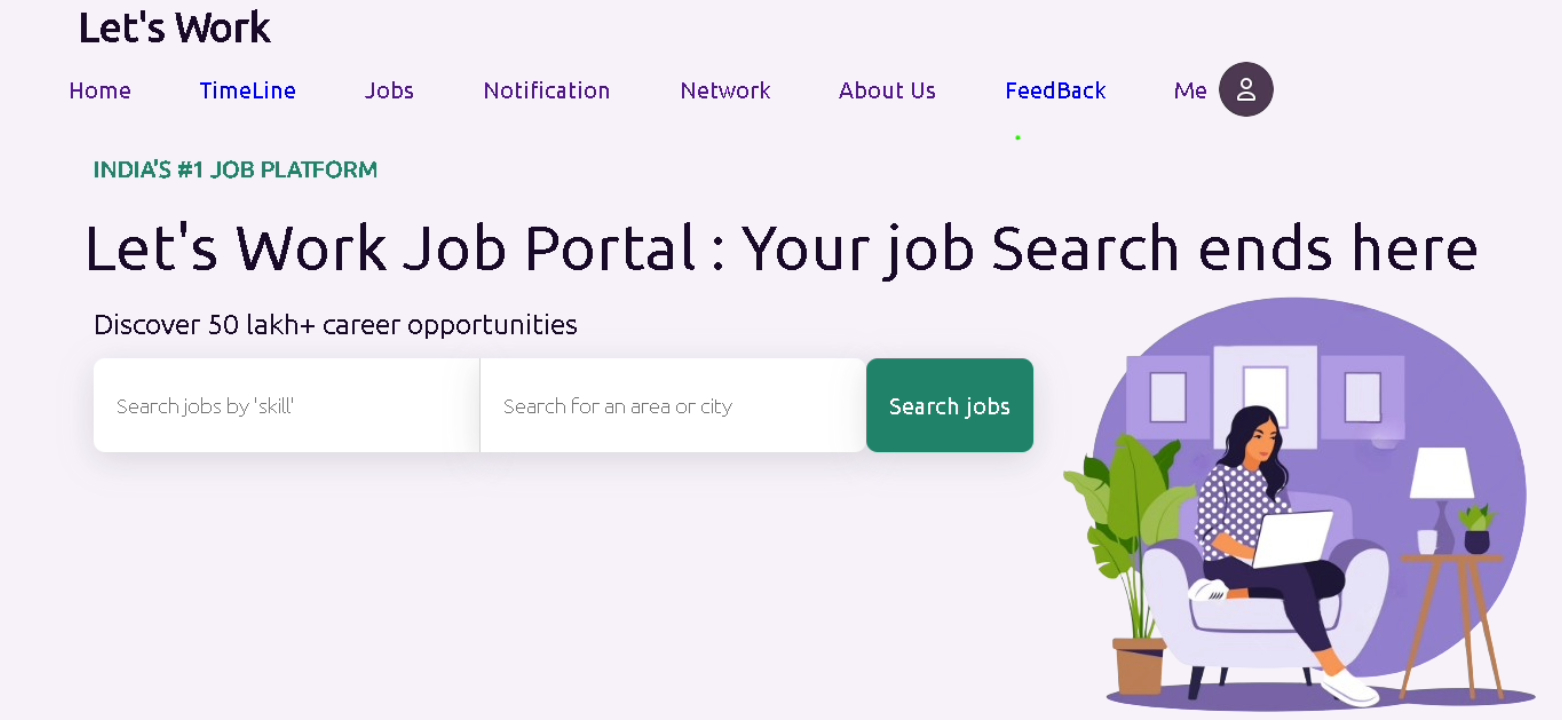 Let's Work
Home TimeLine Jobs Notification Network About Us FeedBack Me
INDIA'S #1 JOB PLATFORM
Let's Work Job Portal : Your job Search ends here
Discover 50 lakh+ career opportunities
Search jobs by 'skill' Search for an area or city Search jobs